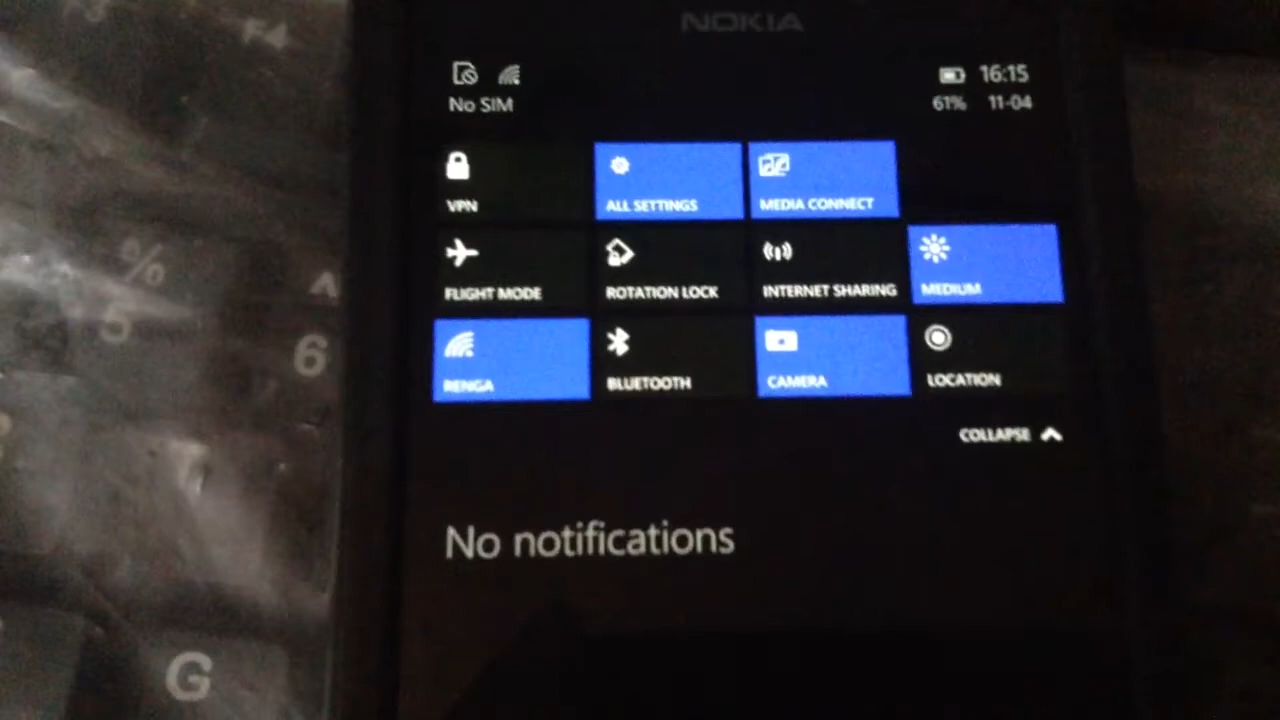 NOKIA
No SIM
16:15
61% 11-04
VPN ALL SETTINGS MEDIA CONNECT
FLIGHT MODE ROTATION LOCK INTERNET SHARING MEDIUM
RENGA BLUETOOTH CAMERA LOCATION
COLLAPSE
No notifications
F4
%
5
^
6
G